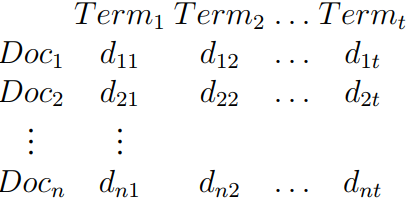 Term₁ Term₂ … Termₜ
Doc₁ d₁₁ d₁₂ … d₁ₜ
Doc₂ d₂₁ d₂₂ … d₂ₜ
⋮ ⋮
Docₙ dₙ₁ dₙ₂ … dₙₜ